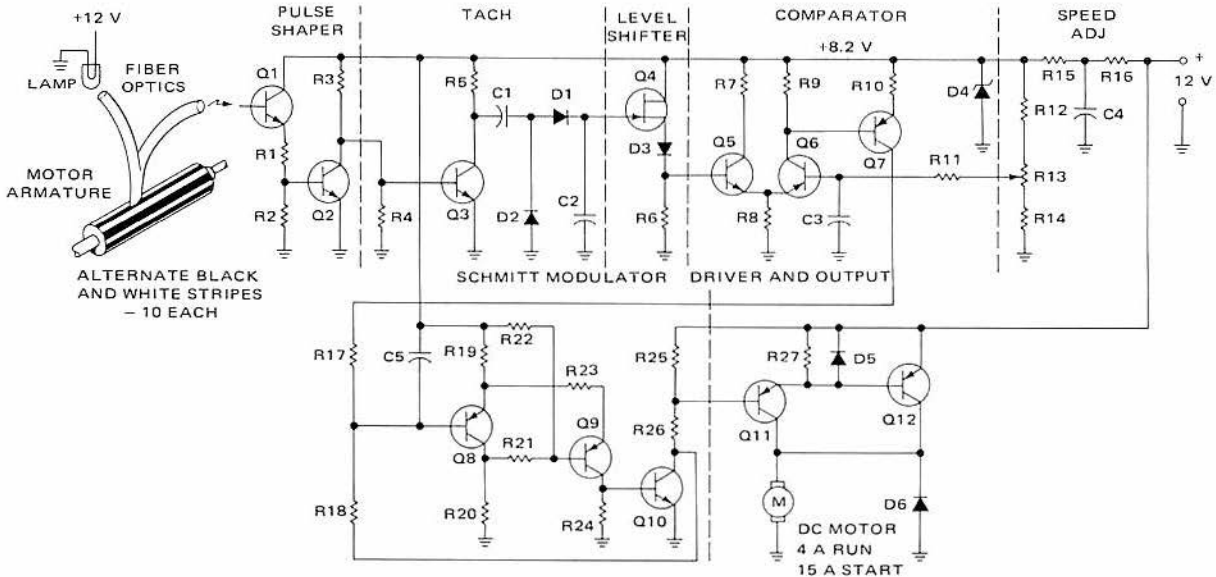 PULSE SHAPER
TACH
LEVEL SHIFTER
COMPARATOR
SPEED ADJ
+12 V
LAMP
FIBER OPTICS
MOTOR ARMATURE
ALTERNATE BLACK
AND WHITE STRIPES
– 10 EACH
Q1
R1
R2
R3
Q2
R4
R5
Q3
C1
D1
D2
C2
Q4
D3
R6
+8.2 V
R7
R9
R10
Q5
Q6
Q7
R8
C3
R11
D4
R12
R13
R14
R15
R16
C4
+
12 V
SCHMITT MODULATOR
DRIVER AND OUTPUT
R17
C5
R19
R22
R23
Q8
R21
Q9
R18
R20
R24
Q10
R25
R26
R27
D5
Q11
Q12
M
D6
DC MOTOR
4 A RUN
15 A START